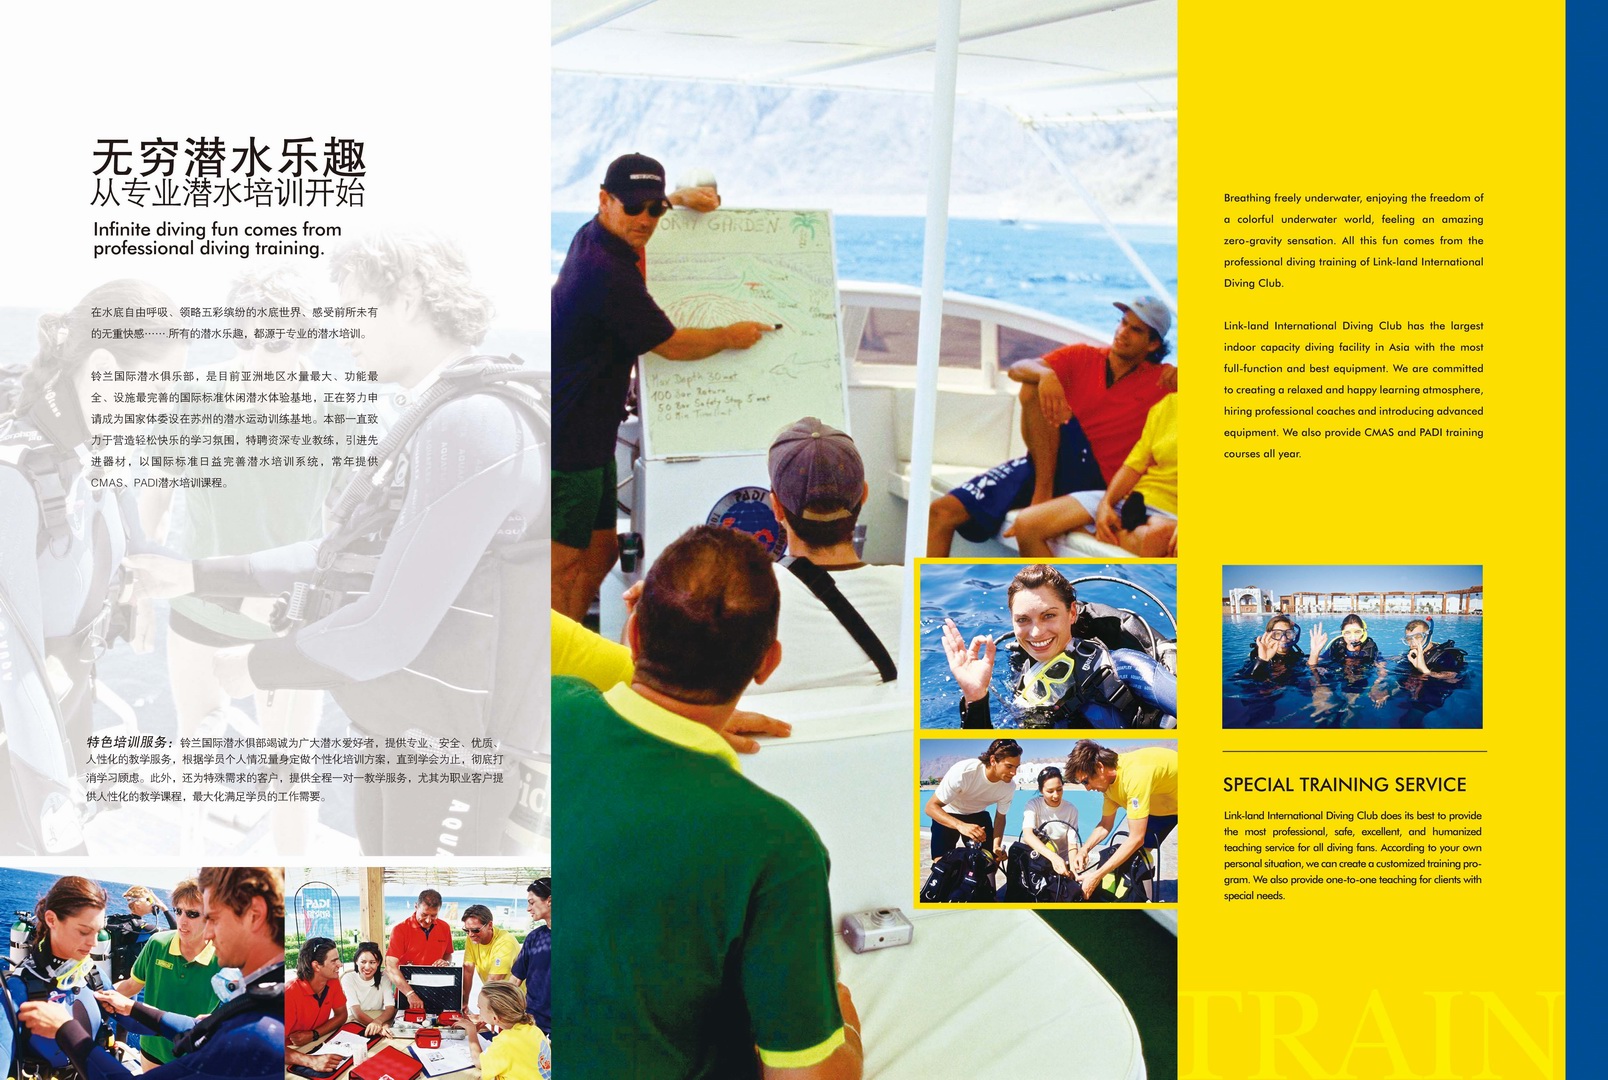 无穷潜水乐趣
从专业潜水培训开始
Infinite diving fun comes from
professional diving training.
在水底自由呼吸、领略五彩缤纷的水底世界、感受前所未有
的无重快感……所有的潜水乐趣，都源于专业的潜水培训。
铃兰国际潜水俱乐部，是目前亚洲地区水量最大、功能最
全、设施最完善的国际标准休闲潜水体验基地，正在努力申
请成为国家体委设在苏州的潜水运动训练基地。本部一直致
力于营造轻松快乐的学习氛围，特聘资深专业教练，引进先
进器材，以国际标准日益完善潜水培训系统，常年提供
CMAS、PADI潜水培训课程。
特色培训服务：铃兰国际潜水俱部竭诚为广大潜水爱好者，提供专业、安全、优质、
人性化的教学服务，根据学员个人情况量身定做个性化培训方案，直到学会为止，彻底打
消学习顾虑。此外，还为特殊需求的客户，提供全程一对一教学服务，尤其为职业客户提
供人性化的教学课程，最大化满足学员的工作需要。
AQUA
PADI
GARDEN
Max Depth 30 met
100 Bar Return
50 Bar Safety Stop 5 met
PADI
Breathing freely underwater, enjoying the freedom of
a colorful underwater world, feeling an amazing
zero-gravity sensation. All this fun comes from the
professional diving training of Link-land International
Diving Club.
Link-land International Diving Club has the largest
indoor capacity diving facility in Asia with the most
full-function and best equipment. We are committed
to creating a relaxed and happy learning atmosphere,
hiring professional coaches and introducing advanced
equipment. We also provide CMAS and PADI training
courses all year.
SPECIAL TRAINING SERVICE
Link-land International Diving Club does its best to provide
the most professional, safe, excellent, and humanized
teaching service for all diving fans. According to your own
personal situation, we can create a customized training pro-
gram. We also provide one-to-one teaching for clients with
special needs.
TRAIN